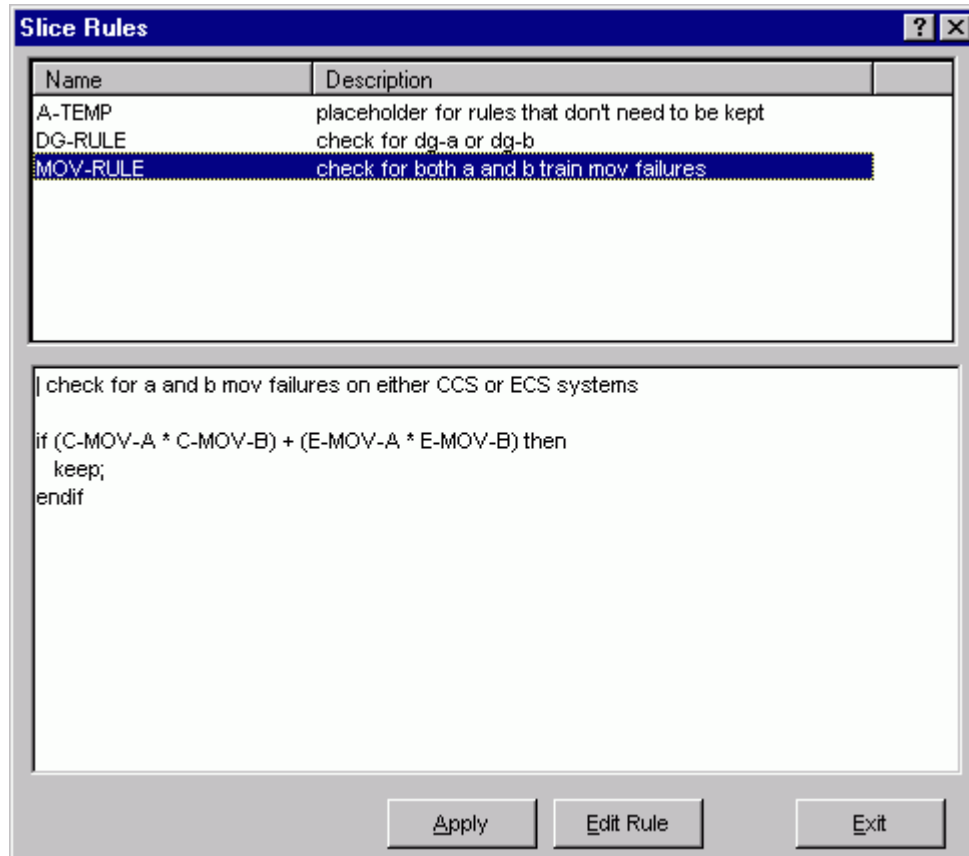 Slice Rules
Name Description
A-TEMP placeholder for rules that don't need to be kept
DG-RULE check for dg-a or dg-b
MOV-RULE check for both a and b train mov failures
| check for a and b mov failures on either CCS or ECS systems
if (C-MOV-A * C-MOV-B) + (E-MOV-A * E-MOV-B) then
keep;
endif
Apply Edit Rule Exit